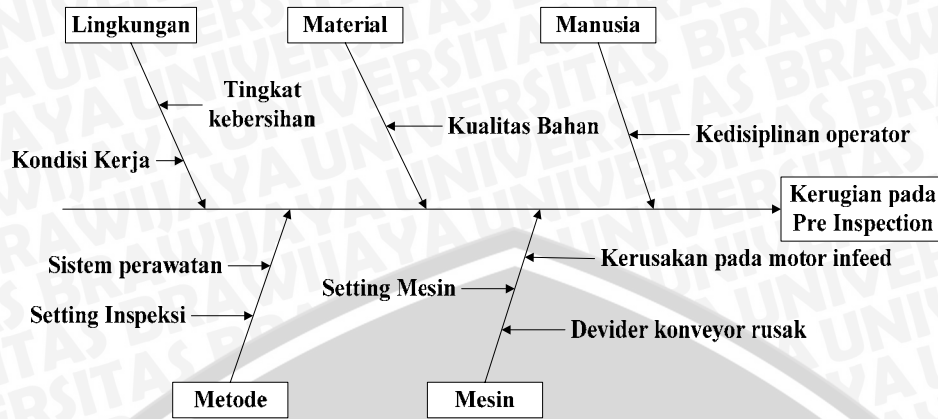 Lingkungan
Material
Manusia
Tingkat
kebersihan
Kualitas Bahan
Kedisiplinan operator
Kondisi Kerja
Kerugian pada
Pre Inspection
Sistem perawatan
Kerusakan pada motor infeed
Setting Mesin
Setting Inspeksi
Devider konveyor rusak
Metode
Mesin